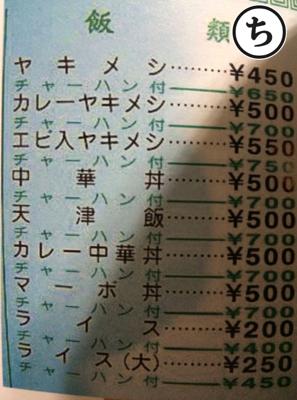 飯類
ち
ヤキメシ………¥450
チャーハン付——¥650
カレーヤキメシ……¥500
チャーハン付——¥700
エビ入ヤキメシ……¥550
チャーハン付——¥750
中華丼………¥500
チャーハン付——¥700
天津飯………¥500
チャーハン付——¥700
カレー中華丼……¥500
チャーハン付——¥700
マーボ丼………¥500
チャーハン付——¥700
ライス………¥200
チャーハン付——¥400
ライス(大)……¥250
チャーハン付——¥450